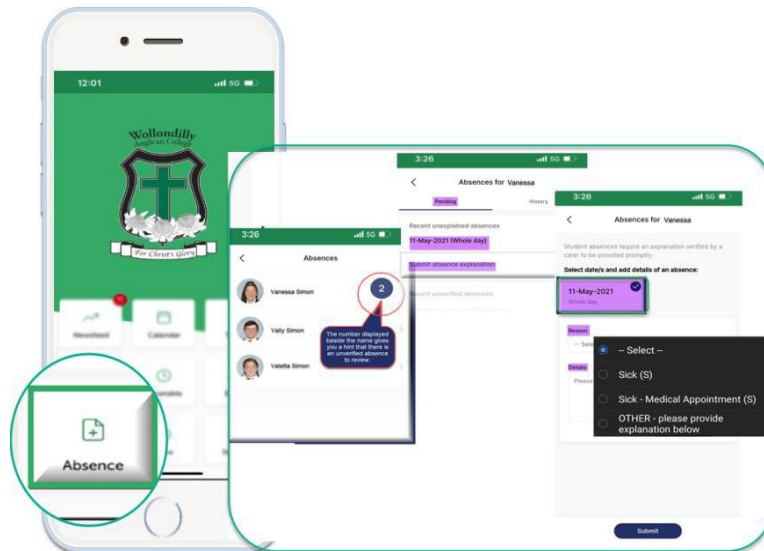 12:01
5G
Wollondilly
Anglican College
For Christ's Glory
Newsfeed
Calendar
Absence
3:26
Absences
Vanessa Simon
2
Vally Simon
Valetta Simon
The number displayed
beside the name gives
you a hint that there is
an unverified absence
to review.
3:26
5G
Absences for Vanessa
Pending
History
Recent unexplained absences
11-May-2021 (Whole day)
Submit absence explanation
Recent unverified absences
3:26
5G
Absences for Vanessa
Student absences require an explanation verified by a
carer to be provided promptly.
Select date/s and add details of an absence:
11-May-2021
Whole day
Reason
Details
-- Select --
Sick (S)
Sick - Medical Appointment (S)
OTHER - please provide
explanation below
Submit